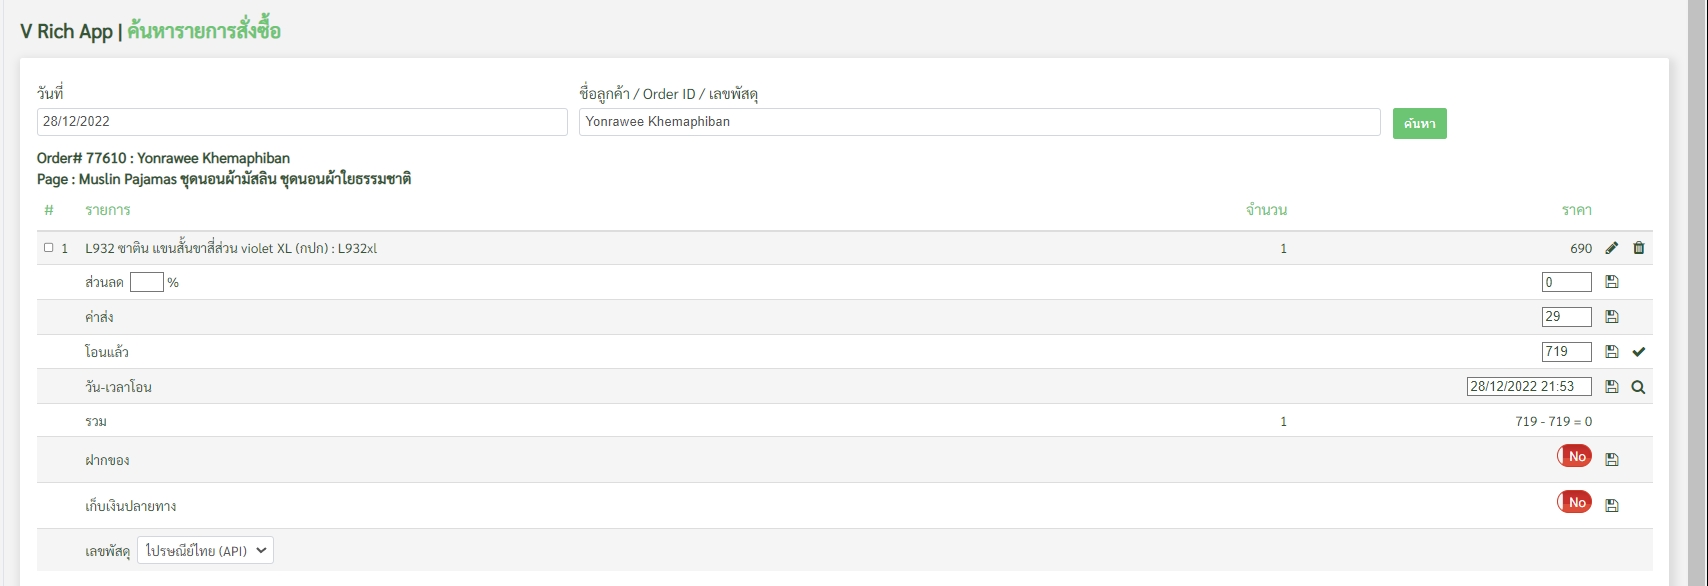 V Rich App | ค้นหารายการสั่งซื้อ
วันที่ ชื่อลูกค้า / Order ID / เลขพัสดุ
28/12/2022 Yonrawee Khemaphiban ค้นหา
Order# 77610 : Yonrawee Khemaphiban
Page : Muslin Pajamas ชุดนอนผ้ามัสลิน ชุดนอนผ้าใยธรรมชาติ
# รายการ จำนวน ราคา
1 L932 ซาติน แขนสั้นขาสี่ส่วน violet XL (กปก) : L932xl 1 690
ส่วนลด % 0
ค่าส่ง 29
โอนแล้ว 719
วัน-เวลาโอน 28/12/2022 21:53
รวม 1 719 - 719 = 0
ฝากของ No
เก็บเงินปลายทาง No
เลขพัสดุ ไปรษณีย์ไทย (API)